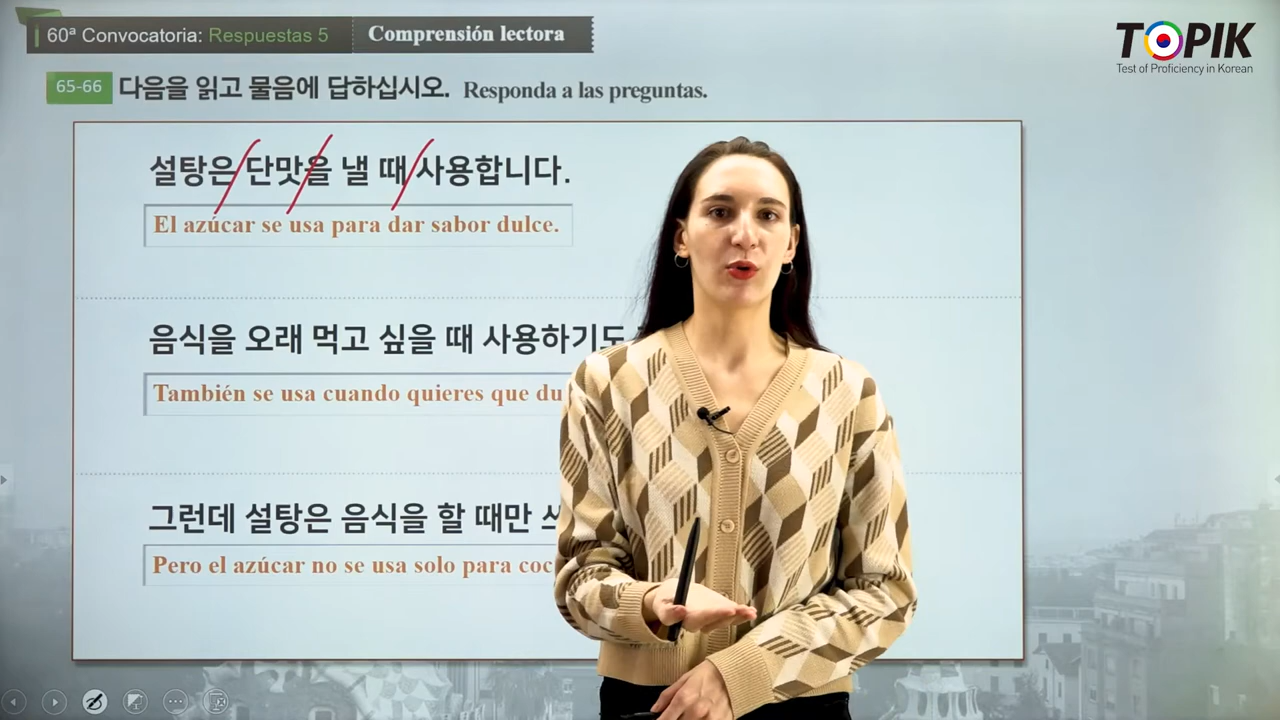 60ª Convocatoria: Respuestas 5 Comprensión lectora
TOPIK
Test of Proficiency in Korean
65-66 다음을 읽고 물음에 답하십시오. Responda a las preguntas.
설탕은 단맛을 낼 때 사용합니다.
El azúcar se usa para dar sabor dulce.
음식을 오래 먹고 싶을 때 사용하기도
También se usa cuando quieres que du
그런데 설탕은 음식을 할 때만
Pero el azúcar no se usa solo para coc